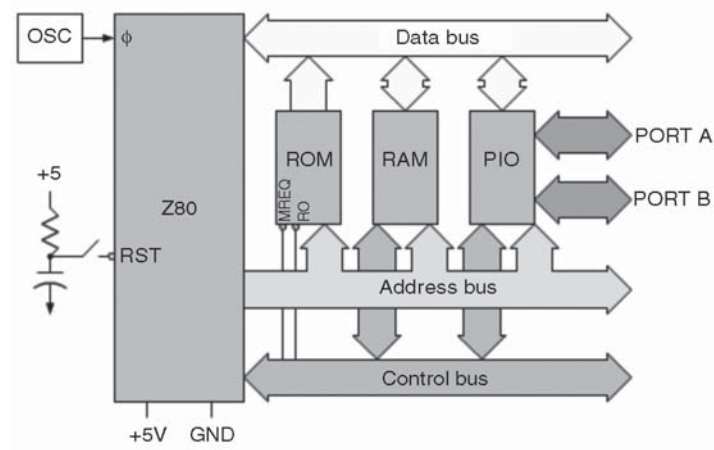 OSC
ϕ
Data bus
ROM
RAM
PIO
PORT A
MREQ
RO
+5
Z80
PORT B
RST
Address bus
Control bus
+5V
GND